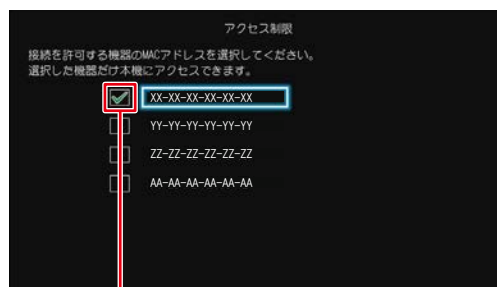 アクセス制限
接続を許可する機器のMACアドレスを選択してください。
選択した機器だけ本機にアクセスできます。
XX-XX-XX-XX-XX-XX
YY-YY-YY-YY-YY-YY
ZZ-ZZ-ZZ-ZZ-ZZ-ZZ
AA-AA-AA-AA-AA-AA